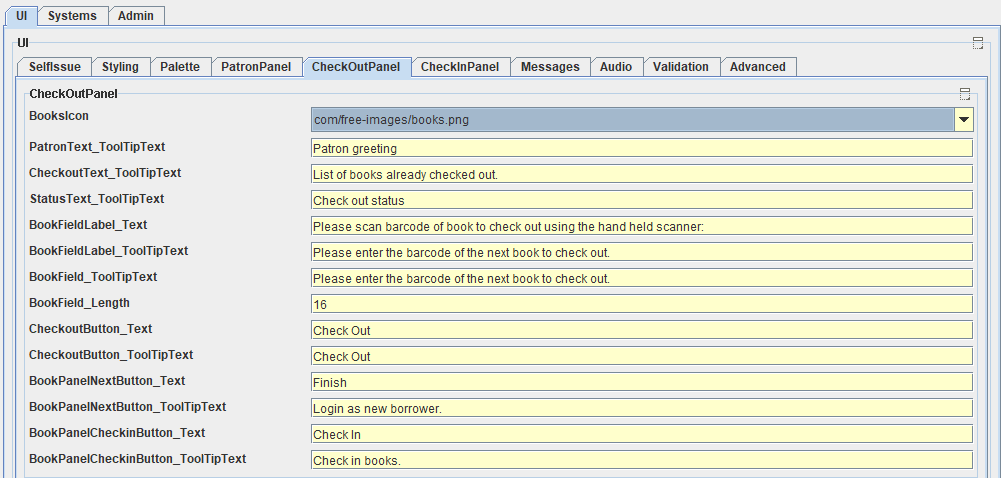 UI Systems Admin
UI
SelfIssue Styling Palette PatronPanel CheckOutPanel CheckInPanel Messages Audio Validation Advanced
CheckOutPanel
BooksIcon com/free-images/books.png
PatronText_ToolTipText Patron greeting
CheckoutText_ToolTipText List of books already checked out.
StatusText_ToolTipText Check out status
BookFieldLabel_Text Please scan barcode of book to check out using the hand held scanner:
BookFieldLabel_ToolTipText Please enter the barcode of the next book to check out.
BookField_ToolTipText Please enter the barcode of the next book to check out.
BookField_Length 16
CheckoutButton_Text Check Out
CheckoutButton_ToolTipText Check Out
BookPanelNextButton_Text Finish
BookPanelNextButton_ToolTipText Login as new borrower.
BookPanelCheckinButton_Text Check In
BookPanelCheckinButton_ToolTipText Check in books.